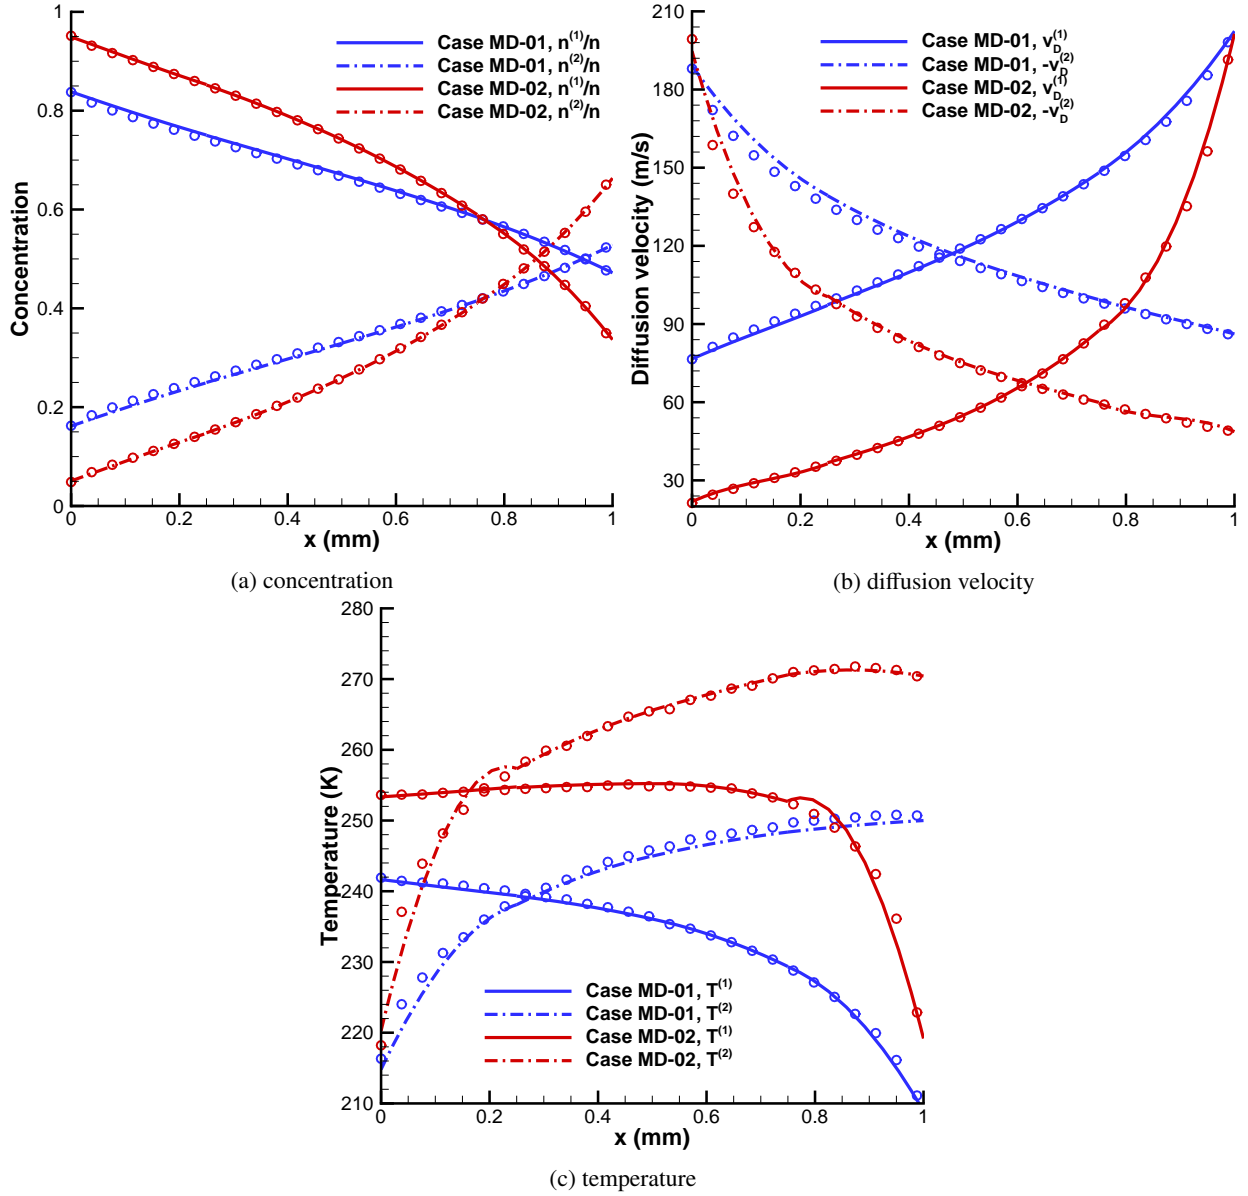 1
0.8
0.6
0.4
0.2
0
Concentration
Case MD-01, n(1)/n
Case MD-01, n(2)/n
Case MD-02, n(1)/n
Case MD-02, n(2)/n
0 0.2 0.4 0.6 0.8 1
x (mm)
(a) concentration
210
180
150
120
90
60
30
Diffusion velocity (m/s)
Case MD-01, vD(1)
Case MD-01, -vD(2)
Case MD-02, vD(1)
Case MD-02, -vD(2)
0 0.2 0.4 0.6 0.8 1
x (mm)
(b) diffusion velocity
280
270
260
250
240
230
220
210
Temperature (K)
Case MD-01, T(1)
Case MD-01, T(2)
Case MD-02, T(1)
Case MD-02, T(2)
0 0.2 0.4 0.6 0.8 1
x (mm)
(c) temperature